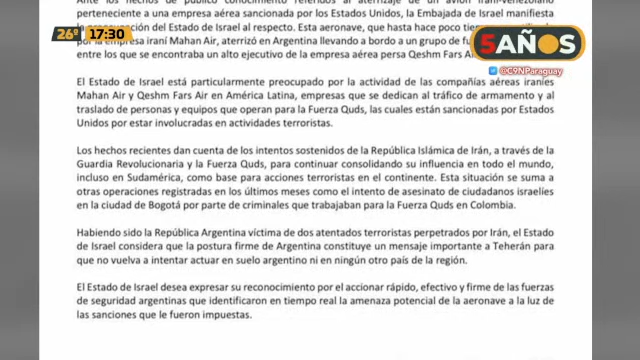 26º 17:30
5 AÑOS
@C9NParaguay
Ante los hechos de público conocimiento referidos al aterrizaje de un avión iraní-venezolano
perteneciente a una empresa aérea sancionada por los Estados Unidos, la Embajada de Israel manifiesta
la preocupación del Estado de Israel al respecto. Esta aeronave, que hasta hace poco
por la empresa iraní Mahan Air, aterrizó en Argentina llevando a bordo a un grupo de
entre los que se encontraba un alto ejecutivo de la empresa aérea persa Qeshm Fars
El Estado de Israel está particularmente preocupado por la actividad de las compañías aéreas iraníes
Mahan Air y Qeshm Fars Air en América Latina, empresas que se dedican al tráfico de armamento y al
traslado de personas y equipos que operan para la Fuerza Quds, las cuales están sancionadas por Estados
Unidos por estar involucradas en actividades terroristas.
Los hechos recientes dan cuenta de los intentos sostenidos de la República Islámica de Irán, a través de la
Guardia Revolucionaria y la Fuerza Quds, para continuar consolidando su influencia en todo el mundo,
incluso en Sudamérica, como base para acciones terroristas en el continente. Esta situación se suma a
otras operaciones registradas en los últimos meses como el intento de asesinato de ciudadanos israelíes
en la ciudad de Bogotá por parte de criminales que trabajaban para la Fuerza Quds en Colombia.
Habiendo sido la República Argentina víctima de dos atentados terroristas perpetrados por Irán, el Estado
de Israel considera que la postura firme de Argentina constituye un mensaje importante a Teherán para
que no vuelva a intentar actuar en suelo argentino ni en ningún otro país de la región.
El Estado de Israel desea expresar su reconocimiento por el accionar rápido, efectivo y firme de las fuerzas
de seguridad argentinas que identificaron en tiempo real la amenaza potencial de la aeronave a la luz de
las sanciones que le fueron impuestas.